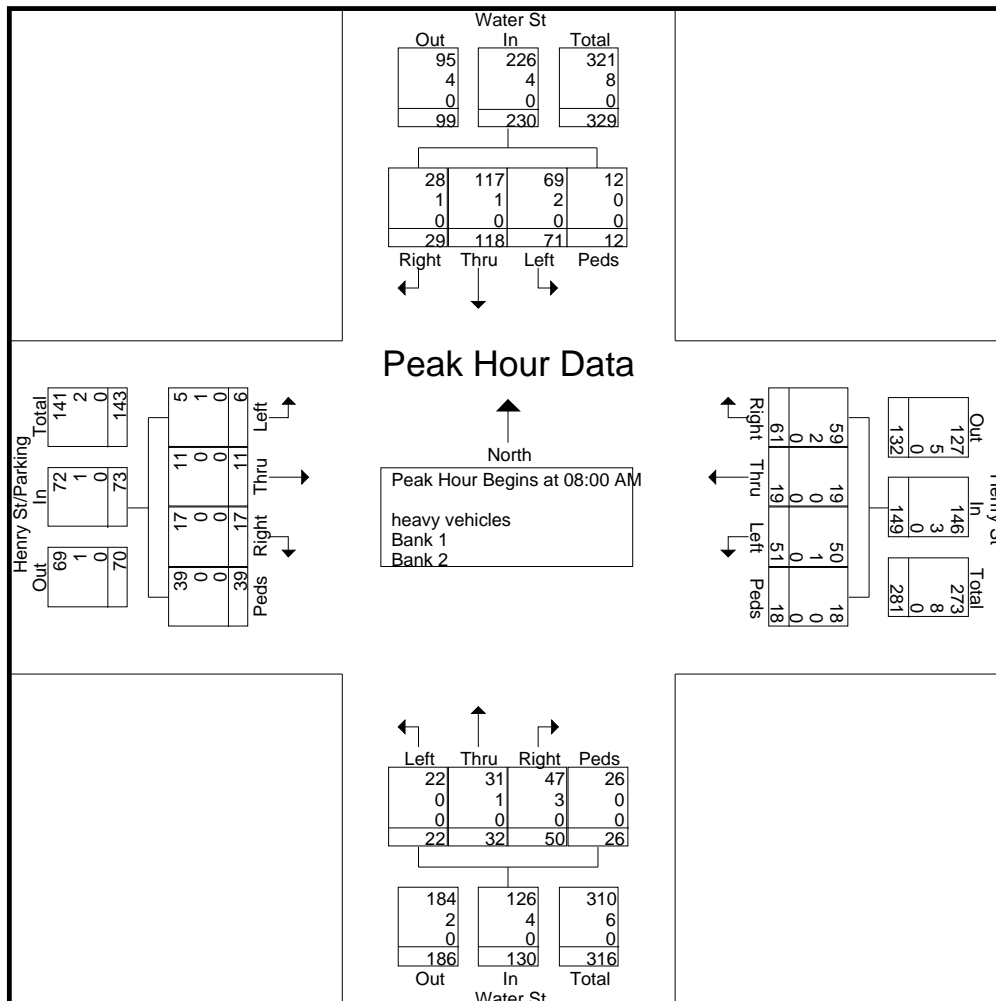 Water St
Out In Total
95 226 321
4 4 8
0 0 0
99 230 329
28 117 69 12
1 1 2 0
0 0 0 0
29 118 71 12
Right Thru Left Peds
Peak Hour Data
North
Peak Hour Begins at 08:00 AM
heavy vehicles
Bank 1
Bank 2
Henry St/Parking
Total
141
2
0
143
In
72
1
0
73
Out
69
1
0
70
5
1
0
6
Left
11
0
0
11
Thru
17
0
0
17
Right
39
0
0
39
Peds
Right
59
2
0
61
Thru
19
0
0
19
Left
50
1
0
51
Peds
18
0
0
18
Henry St
Out
127
5
0
132
In
146
3
0
149
Total
273
8
0
281
Left Thru Right Peds
22 31 47 26
0 1 3 0
0 0 0 0
22 32 50 26
184 126 310
2 4 6
0 0 0
186 130 316
Out In Total
Water St